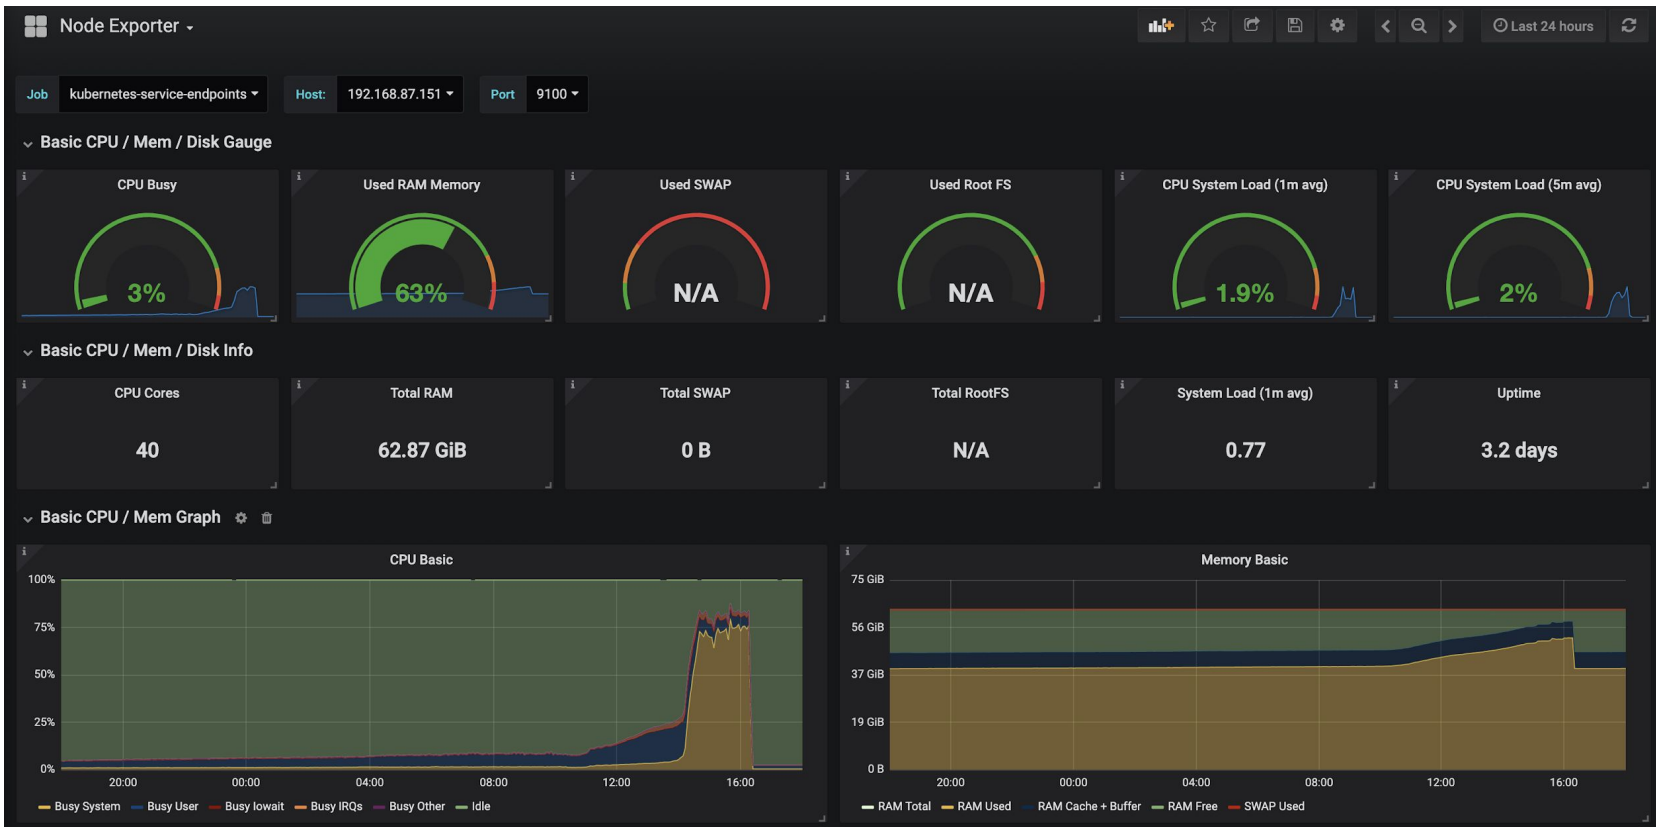 Node Exporter
Last 24 hours
Job kubernetes-service-endpoints Host: 192.168.87.151 Port 9100
Basic CPU / Mem / Disk Gauge
CPU Busy
3%
Used RAM Memory
63%
Used SWAP
N/A
Used Root FS
N/A
CPU System Load (1m avg)
1.9%
CPU System Load (5m avg)
2%
Basic CPU / Mem / Disk Info
CPU Cores
40
Total RAM
62.87 GiB
Total SWAP
0 B
Total RootFS
N/A
System Load (1m avg)
0.77
Uptime
3.2 days
Basic CPU / Mem Graph
CPU Basic
100%
75%
50%
25%
0%
20:00 00:00 04:00 08:00 12:00 16:00
Busy System Busy User Busy Iowait Busy IRQs Busy Other Idle
Memory Basic
75 GiB
56 GiB
37 GiB
19 GiB
0 B
20:00 00:00 04:00 08:00 12:00 16:00
RAM Total RAM Used RAM Cache + Buffer RAM Free SWAP Used